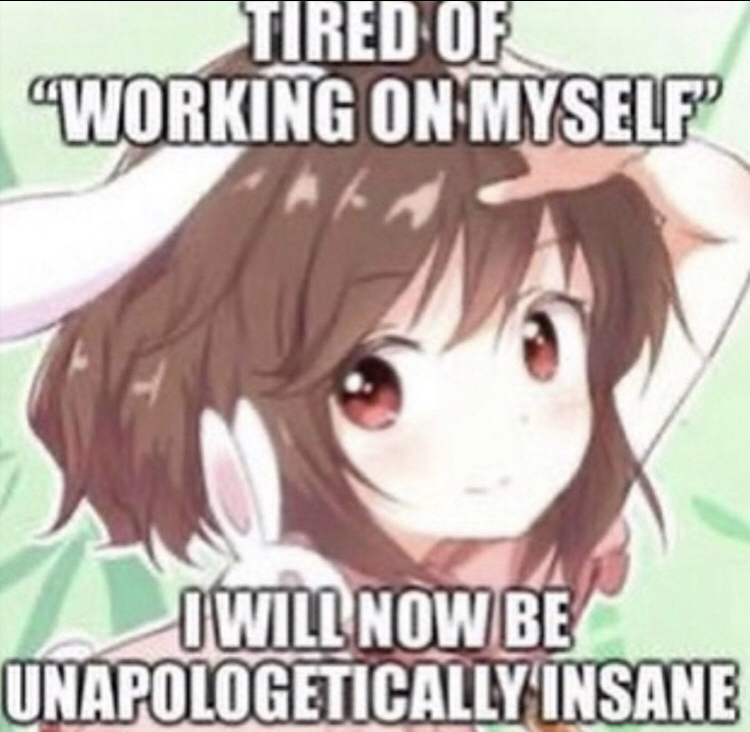 TIRED OF
“WORKING ON MYSELF”
I WILL NOW BE
UNAPOLOGETICALLY INSANE